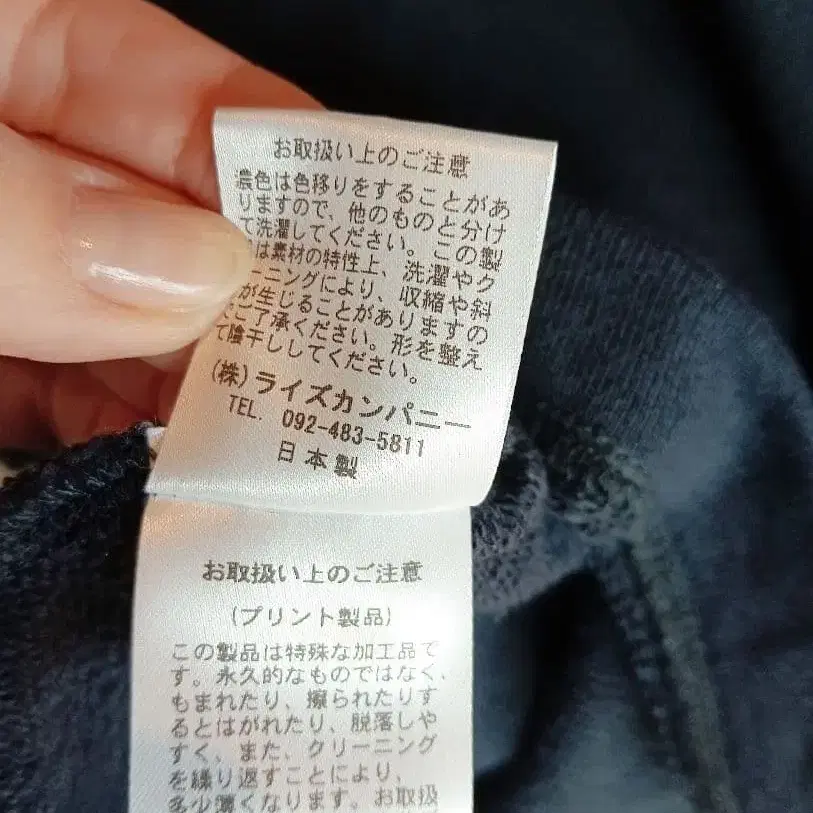 お取扱い上のご注意
濃色は色移りをすることがあ
りますので、他のものと分け
て洗濯してください。この製
は素材の特性上、洗濯やク
ーニングにより、収縮や斜
が生じることがありますの
でご了承ください。形を整え
て陰干ししてください。
(株)ライズカンパニー
TEL. 092-483-5811
日本製
お取扱い上のご注意
(プリント製品)
この製品は特殊な加工品で
す。永久的なものではなく、
もまれたり、擦られたりす
るとはがれたり、脱落しや
すく、また、クリーニング
を繰り返すことにより、
多少薄くなります。お取扱